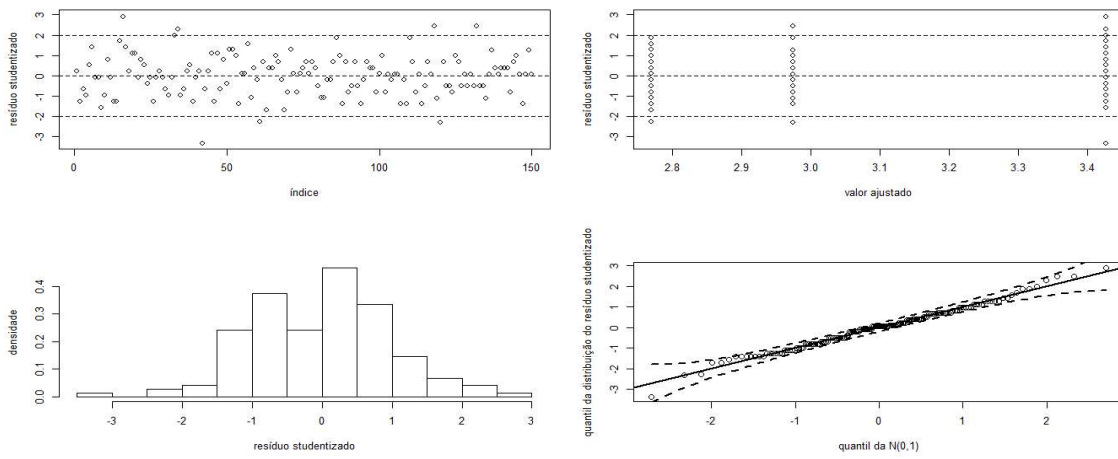 resíduo studentizado
3
2
1
0
-1
-2
-3
0 50 100 150
índice
resíduo studentizado
3
2
1
0
-1
-2
-3
2.8 2.9 3.0 3.1 3.2 3.3 3.4
valor ajustado
densidade
0.4
0.3
0.2
0.1
0.0
-3 -2 -1 0 1 2 3
resíduo studentizado
quantil da distribuição do resíduo studentizado
3
2
1
0
-1
-2
-3
-2 -1 0 1 2
quantil da N(0,1)